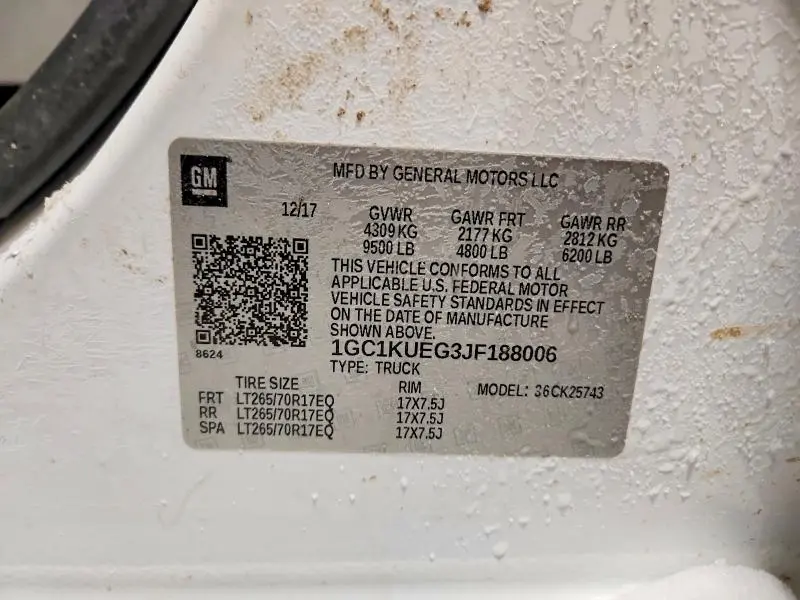 GM
MFD BY GENERAL MOTORS LLC
12/17 GVWR GAWR FRT GAWR RR
4309 KG 2177 KG 2812 KG
9500 LB 4800 LB 6200 LB
THIS VEHICLE CONFORMS TO ALL
APPLICABLE U.S. FEDERAL MOTOR
VEHICLE SAFETY STANDARDS IN EFFECT
ON THE DATE OF MANUFACTURE
SHOWN ABOVE.
8624
1GC1KUEG3JF188006
TYPE: TRUCK
TIRE SIZE RIM MODEL: 36CK25743
FRT LT265/70R17EQ 17X7.5J
RR LT265/70R17EQ 17X7.5J
SPA LT265/70R17EQ 17X7.5J